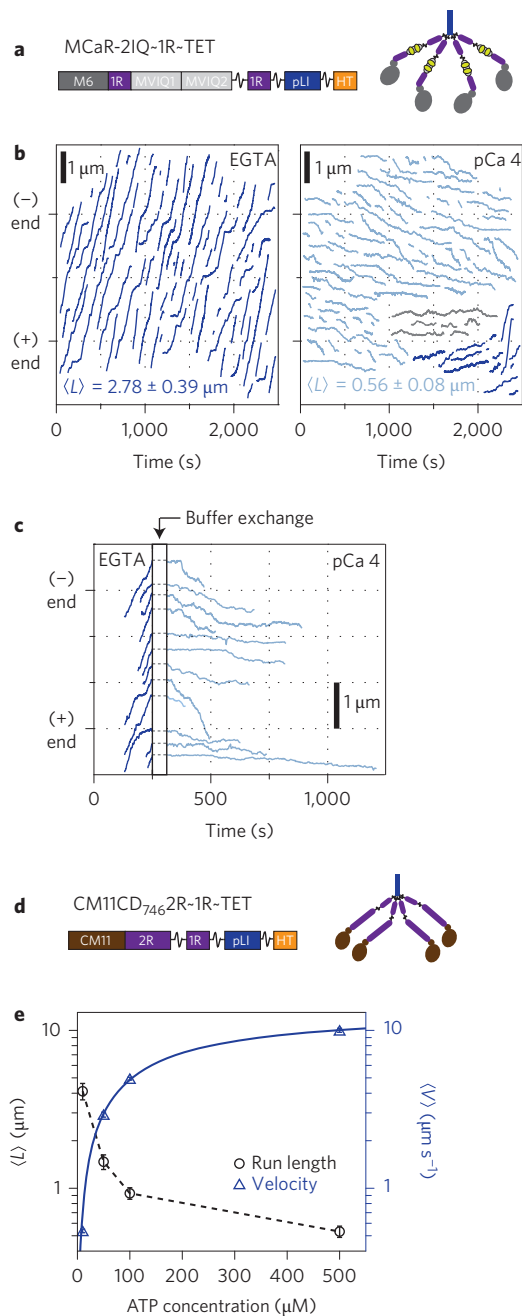 a
MCaR-2IQ~1R~TET
M6 1R MVIQ1 MVIQ2 1R pLI HT
b
1 µm EGTA
1 µm pCa 4
(−) end
(+) end
⟨L⟩ = 2.78 ± 0.39 µm
⟨L⟩ = 0.56 ± 0.08 µm
0 1,000 2,000
0 1,000 2,000
Time (s)
Time (s)
c
Buffer exchange
EGTA pCa 4
(−) end
(+) end
1 µm
0 500 1,000
Time (s)
d
CM11CD₇₄₆2R~1R~TET
CM11 2R 1R pLI HT
e
10
1
⟨L⟩ (µm)
10
1
⟨V⟩ (µm s⁻¹)
Run length
Velocity
0 100 200 300 400 500
ATP concentration (µM)